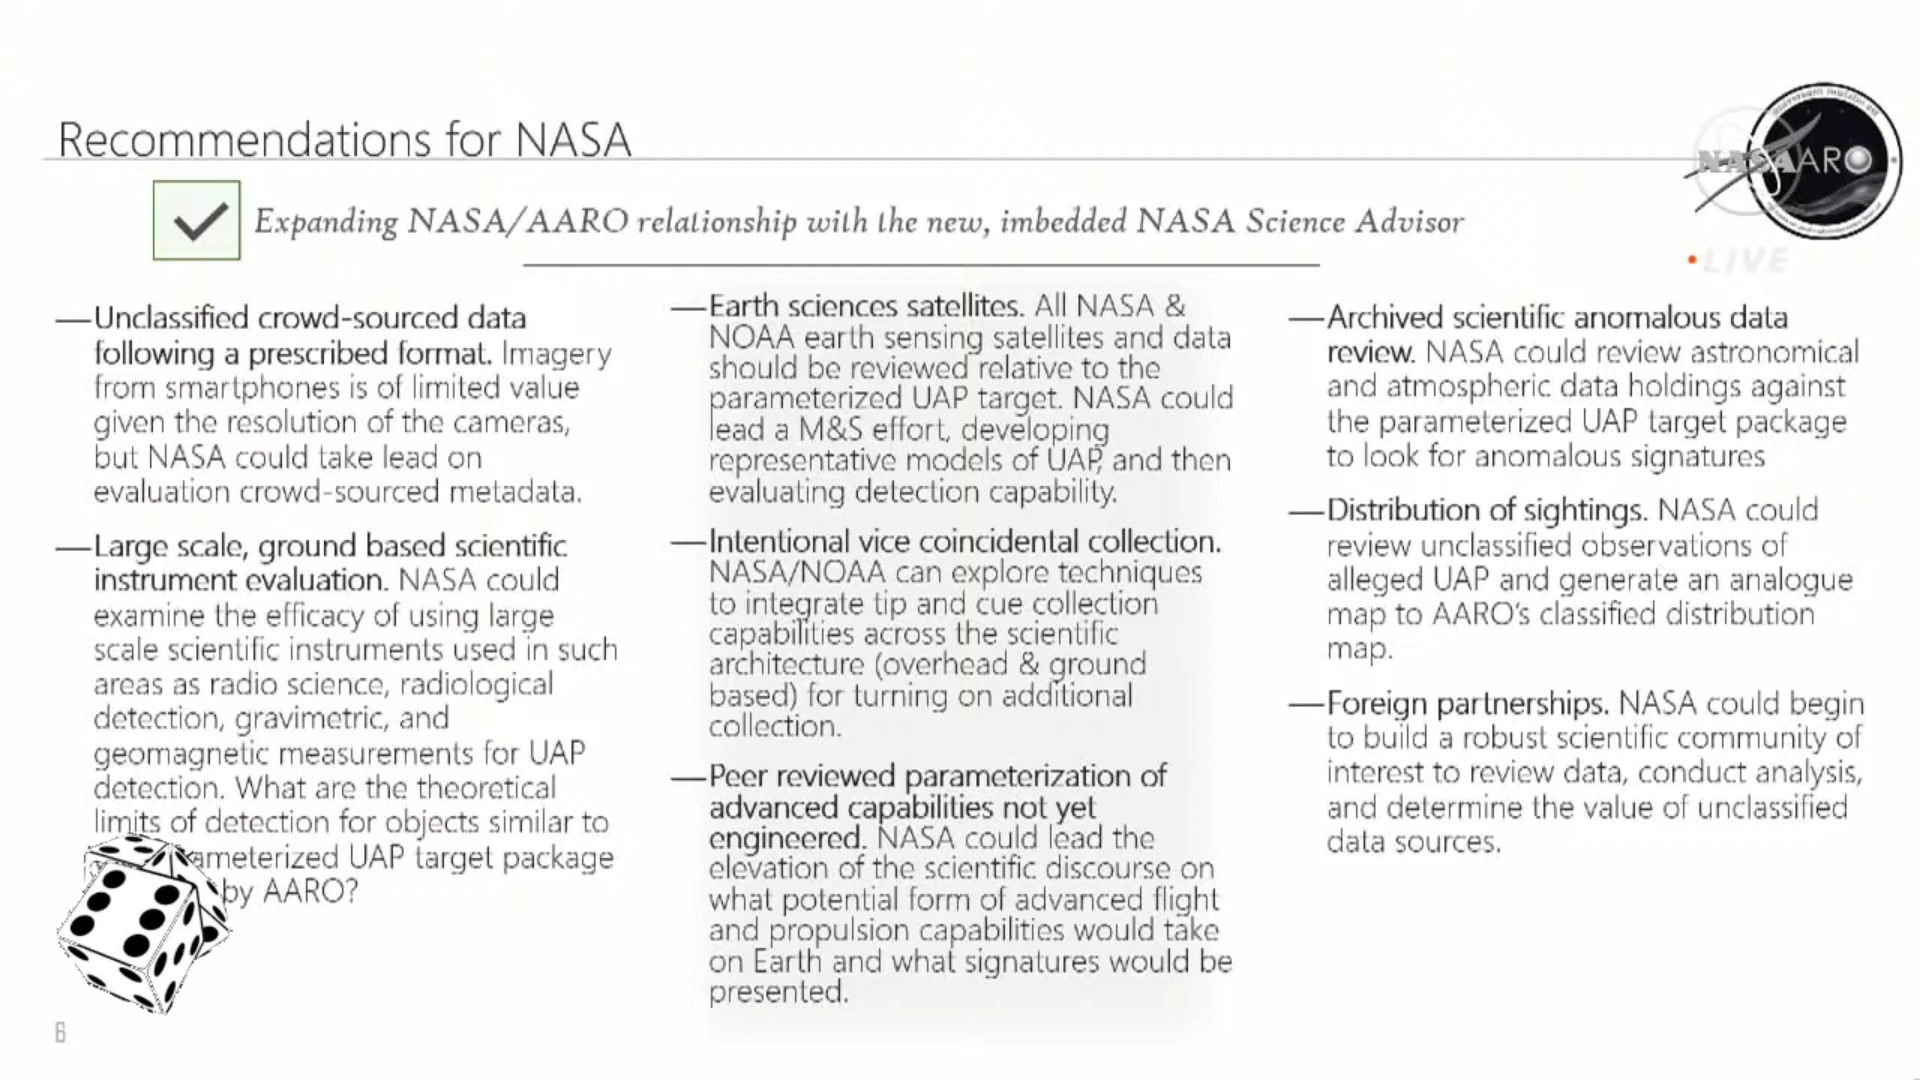 Recommendations for NASA
NASA
ARO
Expanding NASA/AARO relationship with the new, imbedded NASA Science Advisor
LIVE
—Unclassified crowd-sourced data
following a prescribed format. Imagery
from smartphones is of limited value
given the resolution of the cameras,
but NASA could take lead on
evaluation crowd-sourced metadata.
—Large scale, ground based scientific
instrument evaluation. NASA could
examine the efficacy of using large
scale scientific instruments used in such
areas as radio science, radiological
detection, gravimetric, and
geomagnetic measurements for UAP
detection. What are the theoretical
limits of detection for objects similar to
ameterized UAP target package
by AARO?
—Earth sciences satellites. All NASA &
NOAA earth sensing satellites and data
should be reviewed relative to the
parameterized UAP target. NASA could
lead a M&S effort, developing
representative models of UAP, and then
evaluating detection capability.
—Intentional vice coincidental collection.
NASA/NOAA can explore techniques
to integrate tip and cue collection
capabilities across the scientific
architecture (overhead & ground
based) for turning on additional
collection.
—Peer reviewed parameterization of
advanced capabilities not yet
engineered. NASA could lead the
elevation of the scientific discourse on
what potential form of advanced flight
and propulsion capabilities would take
on Earth and what signatures would be
presented.
—Archived scientific anomalous data
review. NASA could review astronomical
and atmospheric data holdings against
the parameterized UAP target package
to look for anomalous signatures
—Distribution of sightings. NASA could
review unclassified observations of
alleged UAP and generate an analogue
map to AARO's classified distribution
map.
—Foreign partnerships. NASA could begin
to build a robust scientific community of
interest to review data, conduct analysis,
and determine the value of unclassified
data sources.
6